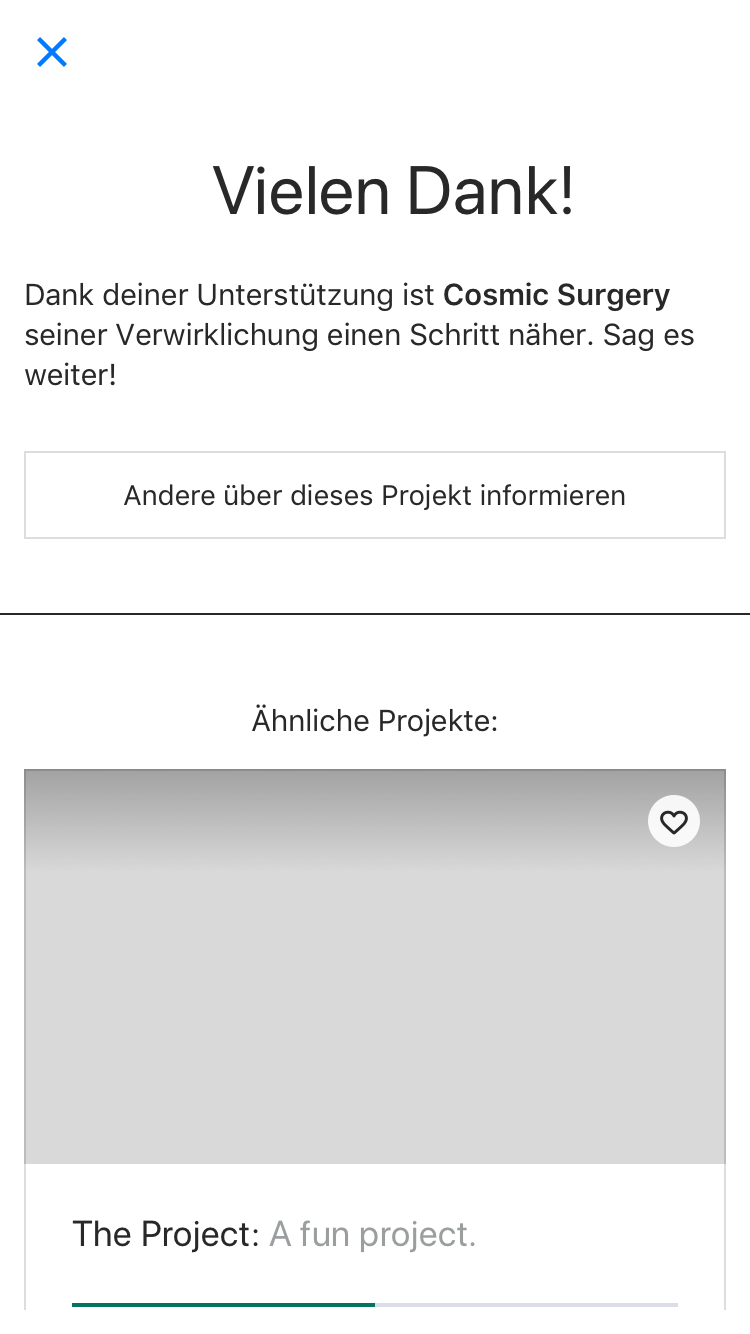 Vielen Dank!
Dank deiner Unterstützung ist Cosmic Surgery
seiner Verwirklichung einen Schritt näher. Sag es
weiter!
Andere über dieses Projekt informieren
Ähnliche Projekte:
The Project: A fun project.